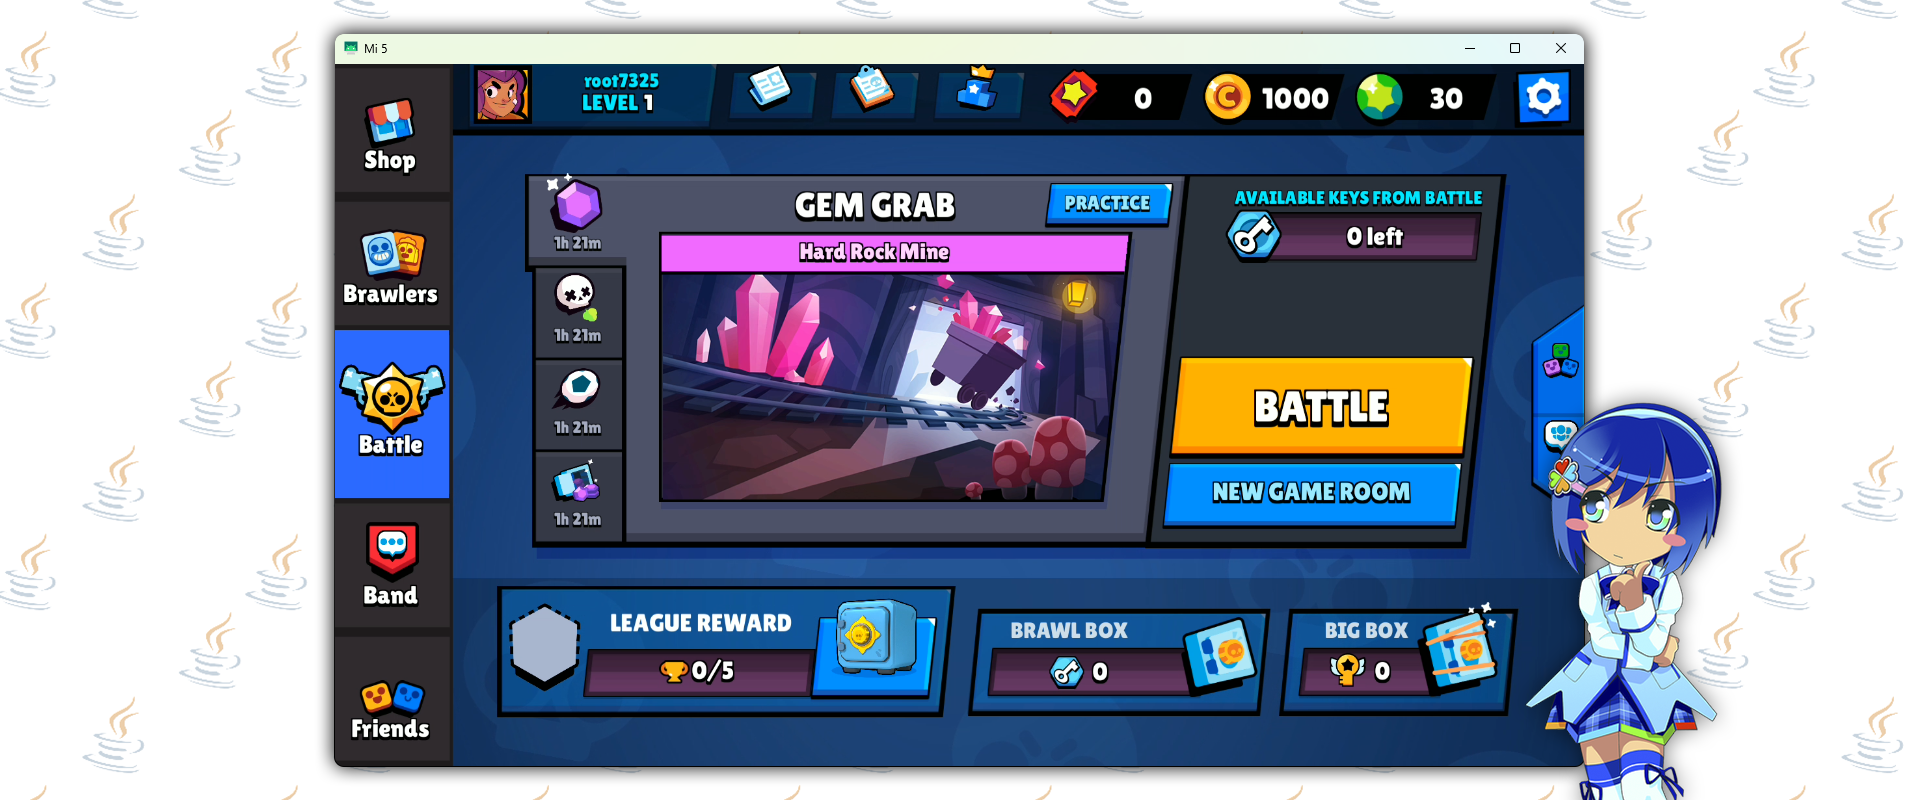 Mi 5
root7325
LEVEL 1
0
1000
30
Shop
Brawlers
Battle
Band
Friends
1h 21m
1h 21m
1h 21m
1h 21m
GEM GRAB
PRACTICE
Hard Rock Mine
AVAILABLE KEYS FROM BATTLE
0 left
BATTLE
NEW GAME ROOM
LEAGUE REWARD
0/5
BRAWL BOX
0
BIG BOX
0